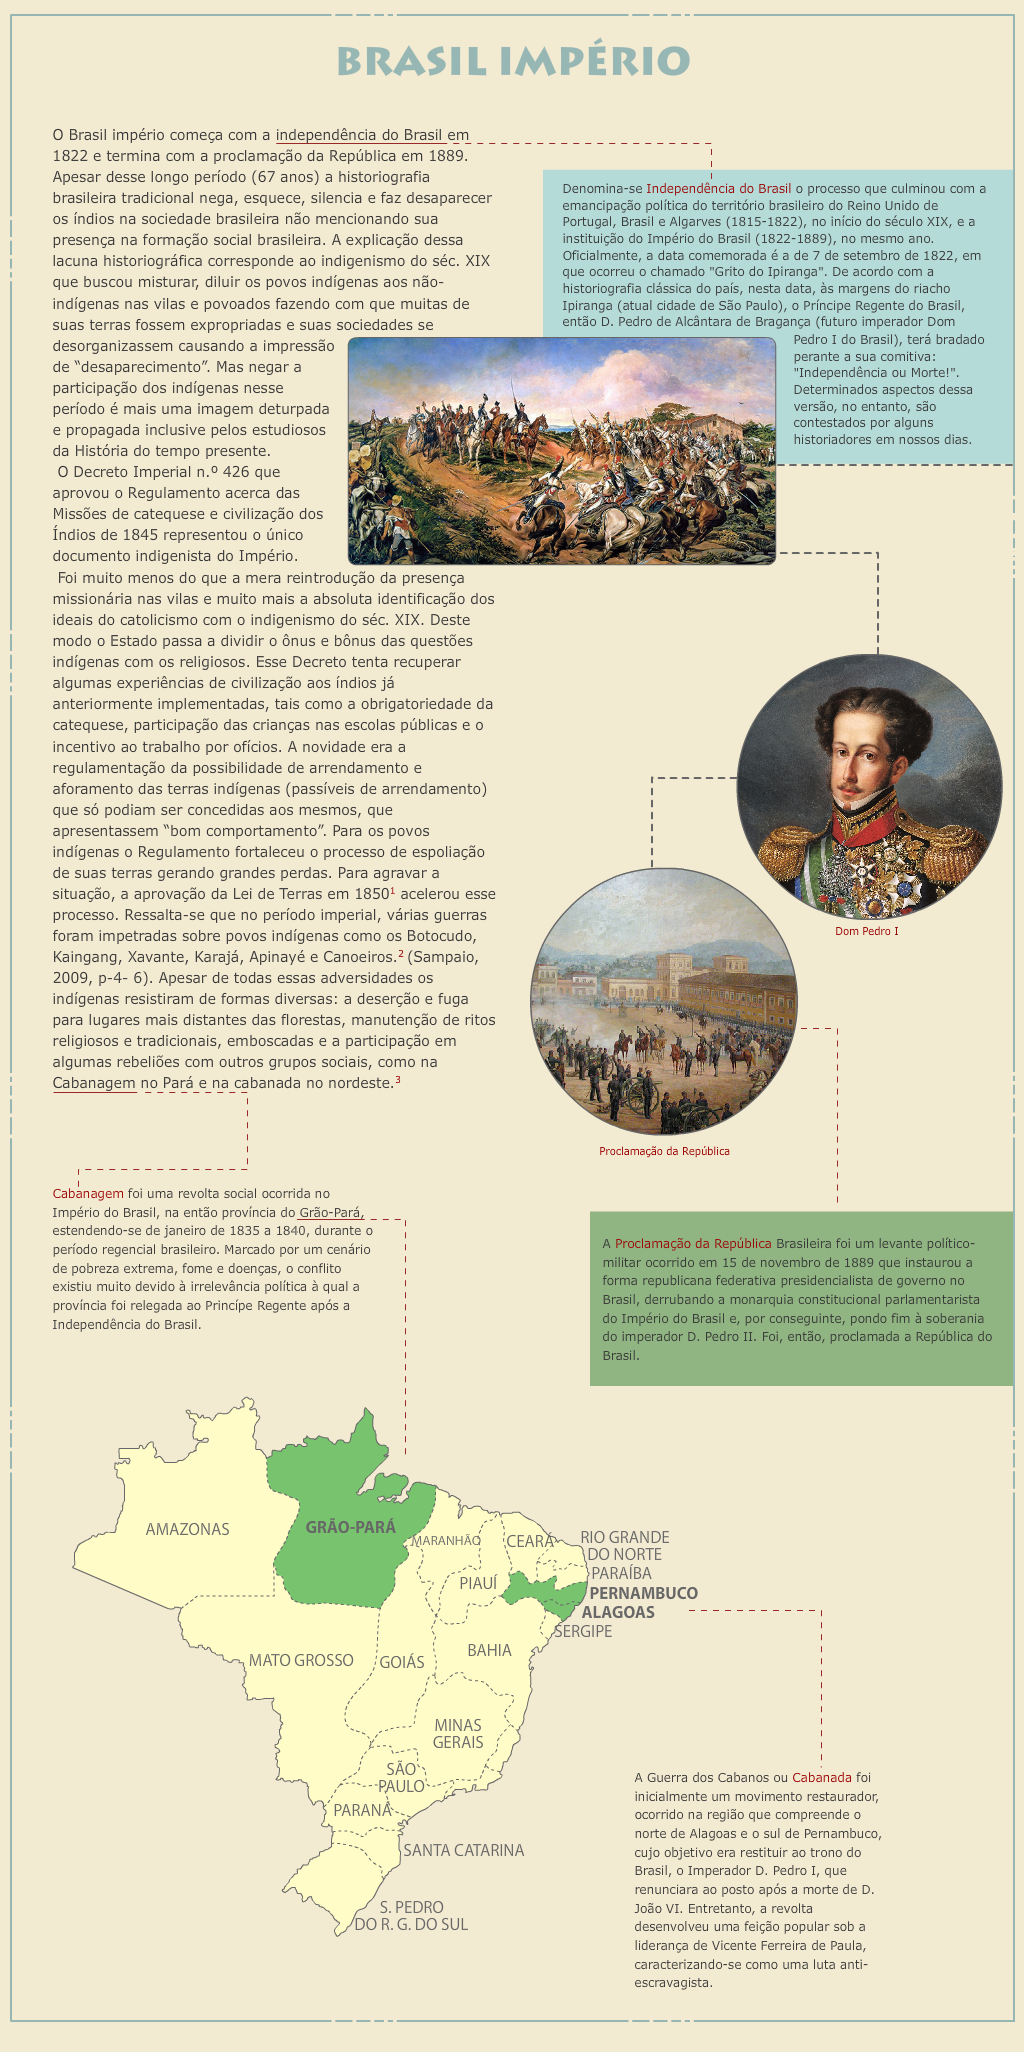 BRASIL IMPÉRIO
O Brasil império começa com a independência do Brasil em
1822 e termina com a proclamação da República em 1889.
Apesar desse longo período (67 anos) a historiografia
brasileira tradicional nega, esquece, silencia e faz desaparecer
os índios na sociedade brasileira não mencionando sua
presença na formação social brasileira. A explicação dessa
lacuna historiográfica corresponde ao indigenismo do séc. XIX
que buscou misturar, diluir os povos indígenas aos não-
indígenas nas vilas e povoados fazendo com que muitas de
suas terras fossem expropriadas e suas sociedades se
desorganizassem causando a impressão
de “desaparecimento”. Mas negar a
participação dos indígenas nesse
período é mais uma imagem deturpada
e propagada inclusive pelos estudiosos
da História do tempo presente.
O Decreto Imperial n.º 426 que
aprovou o Regulamento acerca das
Missões de catequese e civilização dos
Índios de 1845 representou o único
documento indigenista do Império.
Foi muito menos do que a mera reintrodução da presença
missionária nas vilas e muito mais a absoluta identificação dos
ideais do catolicismo com o indigenismo do séc. XIX. Deste
modo o Estado passa a dividir o ônus e bônus das questões
indígenas com os religiosos. Esse Decreto tenta recuperar
algumas experiências de civilização aos índios já
anteriormente implementadas, tais como a obrigatoriedade da
catequese, participação das crianças nas escolas públicas e o
incentivo ao trabalho por ofícios. A novidade era a
regulamentação da possibilidade de arrendamento e
aforamento das terras indígenas (passíveis de arrendamento)
que só podiam ser concedidas aos mesmos, que
apresentassem “bom comportamento”. Para os povos
indígenas o Regulamento fortaleceu o processo de espoliação
de suas terras gerando grandes perdas. Para agravar a
situação, a aprovação da Lei de Terras em 1850¹ acelerou esse
processo. Ressalta-se que no período imperial, várias guerras
foram impetradas sobre povos indígenas como os Botocudo,
Kaingang, Xavante, Karajá, Apinayé e Canoeiros.² (Sampaio,
2009, p-4- 6). Apesar de todas essas adversidades os
indígenas resistiram de formas diversas: a deserção e fuga
para lugares mais distantes das florestas, manutenção de ritos
religiosos e tradicionais, emboscadas e a participação em
algumas rebeliões com outros grupos sociais, como na
Cabanagem no Pará e na cabanada no nordeste.³
Denomina-se Independência do Brasil o processo que culminou com a
emancipação política do território brasileiro do Reino Unido de
Portugal, Brasil e Algarves (1815-1822), no início do século XIX, e a
instituição do Império do Brasil (1822-1889), no mesmo ano.
Oficialmente, a data comemorada é a de 7 de setembro de 1822, em
que ocorreu o chamado "Grito do Ipiranga". De acordo com a
historiografia clássica do país, nesta data, às margens do riacho
Ipiranga (atual cidade de São Paulo), o Príncipe Regente do Brasil,
então D. Pedro de Alcântara de Bragança (futuro imperador Dom
Pedro I do Brasil), terá bradado
perante a sua comitiva:
"Independência ou Morte!".
Determinados aspectos dessa
versão, no entanto, são
contestados por alguns
historiadores em nossos dias.
Dom Pedro I
Proclamação da República
Cabanagem foi uma revolta social ocorrida no
Império do Brasil, na então província do Grão-Pará,
estendendo-se de janeiro de 1835 a 1840, durante o
período regencial brasileiro. Marcado por um cenário
de pobreza extrema, fome e doenças, o conflito
existiu muito devido à irrelevância política à qual a
província foi relegada ao Princípe Regente após a
Independência do Brasil.
A Proclamação da República Brasileira foi um levante político-
militar ocorrido em 15 de novembro de 1889 que instaurou a
forma republicana federativa presidencialista de governo no
Brasil, derrubando a monarquia constitucional parlamentarista
do Império do Brasil e, por conseguinte, pondo fim à soberania
do imperador D. Pedro II. Foi, então, proclamada a República do
Brasil.
AMAZONAS
GRÃO-PARÁ
MARANHÃO
CEARÁ
RIO GRANDE
DO NORTE
PARAÍBA
PIAUÍ
PERNAMBUCO
ALAGOAS
SERGIPE
BAHIA
MATO GROSSO
GOIÁS
MINAS
GERAIS
SÃO
PAULO
PARANÁ
SANTA CATARINA
S. PEDRO
DO R. G. DO SUL
A Guerra dos Cabanos ou Cabanada foi
inicialmente um movimento restaurador,
ocorrido na região que compreende o
norte de Alagoas e o sul de Pernambuco,
cujo objetivo era restituir ao trono do
Brasil, o Imperador D. Pedro I, que
renunciara ao posto após a morte de D.
João VI. Entretanto, a revolta
desenvolveu uma feição popular sob a
liderança de Vicente Ferreira de Paula,
caracterizando-se como uma luta anti-
escravagista.